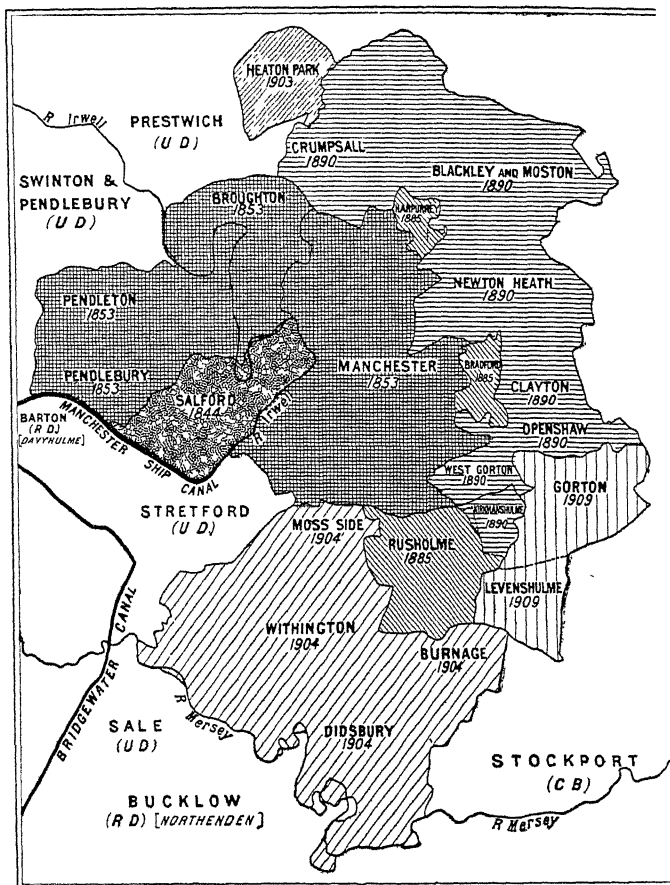 HEATON PARK
1903
R Irwell
PRESTWICH
(U D)
CRUMPSALL
1890
BLACKLEY AND MOSTON
1890
SWINTON &
PENDLEBURY
(U D)
BROUGHTON
1853
HARPURHEY
1885
PENDLETON
1853
NEWTON HEATH
1890
MANCHESTER
1853
BRADFORD
1885
PENDLEBURY
1853
SALFORD
1844
R Irwell
CLAYTON
1890
BARTON
(R D)
[DAVYHULME]
MANCHESTER SHIP CANAL
OPENSHAW
1890
WEST GORTON
1890
GORTON
1909
STRETFORD
(U D)
MOSS SIDE
1904
KIRKMANSHULME
1890
RUSHOLME
1885
LEVENSHULME
1909
WITHINGTON
1904
BURNAGE
1904
BRIDGEWATER CANAL
R Mersey
SALE
(U D)
DIDSBURY
1904
STOCKPORT
(C B)
BUCKLOW
(R D) [NORTHENDEN]
R Mersey